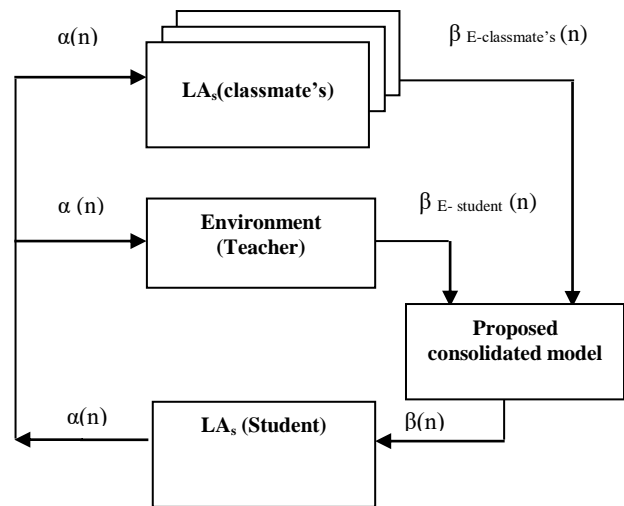 α(n)
β E-classmate’s (n)
LAs(classmate’s)
α (n)
β E- student (n)
Environment
(Teacher)
Proposed
consolidated model
α(n)
LAs (Student)
β(n)